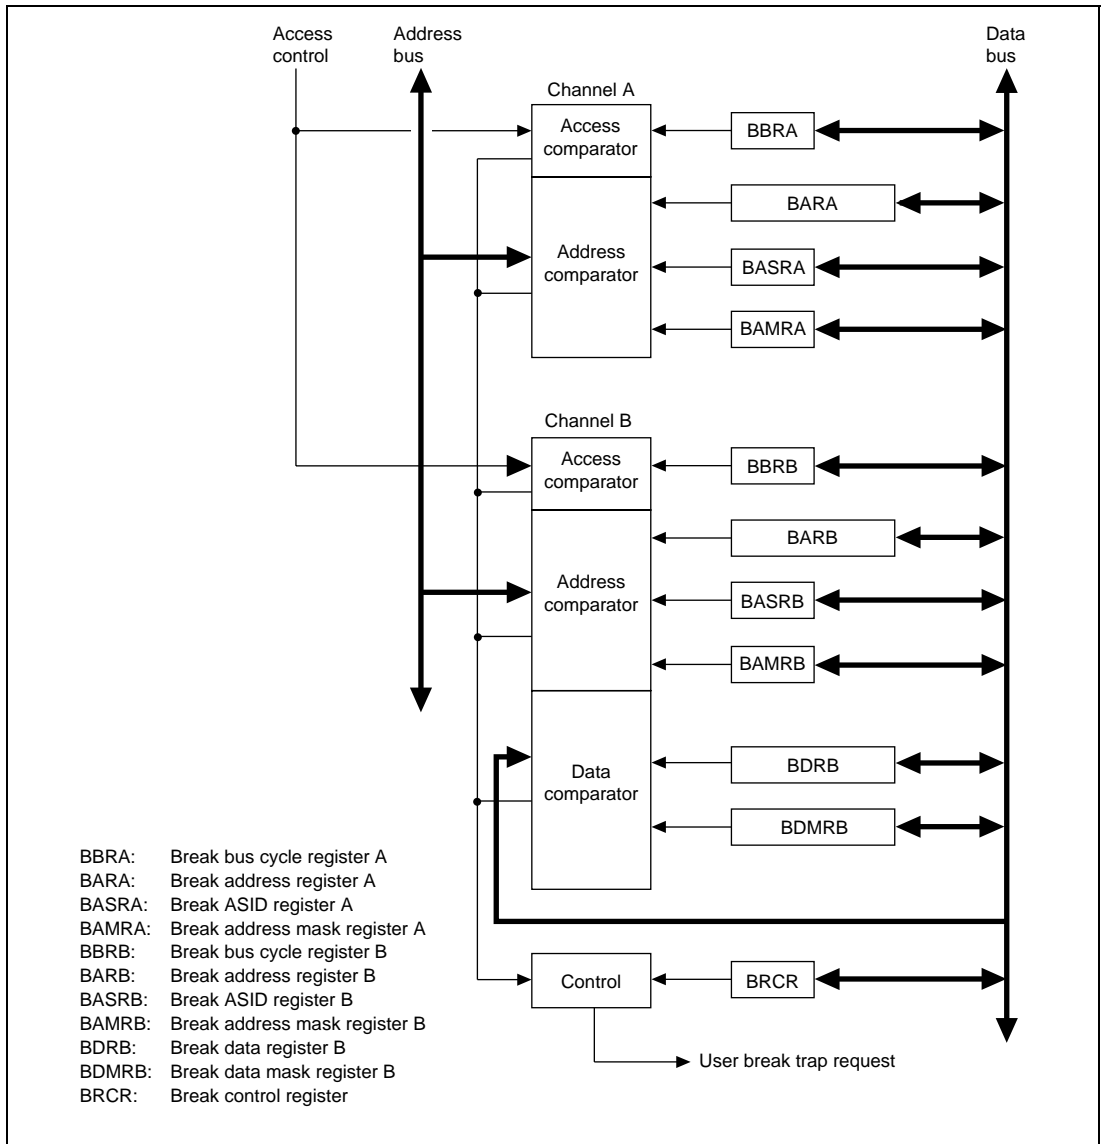 Access
control
Address
bus
Data
bus
Channel A
Access
comparator
BBRA
BARA
Address
comparator
BASRA
BAMRA
Channel B
Access
comparator
BBRB
BARB
Address
comparator
BASRB
BAMRB
Data
comparator
BDRB
BDMRB
Control
BRCR
User break trap request
BBRA: Break bus cycle register A
BARA: Break address register A
BASRA: Break ASID register A
BAMRA: Break address mask register A
BBRB: Break bus cycle register B
BARB: Break address register B
BASRB: Break ASID register B
BAMRB: Break address mask register B
BDRB: Break data register B
BDMRB: Break data mask register B
BRCR: Break control register